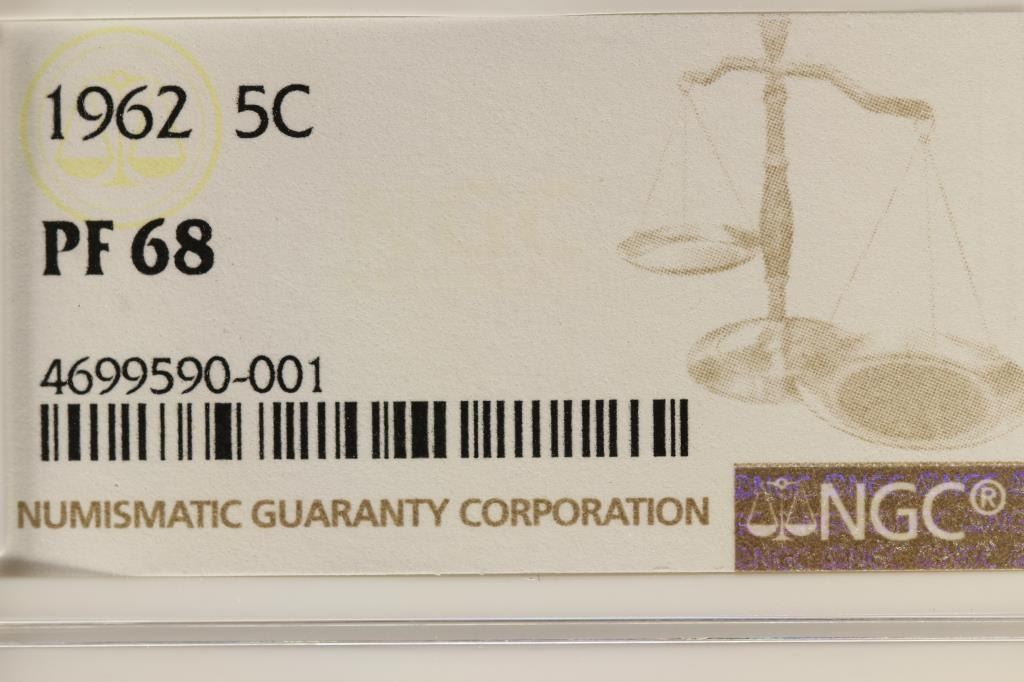 1962 5C
PF 68
4699590-001
NUMISMATIC GUARANTY CORPORATION
NGC®